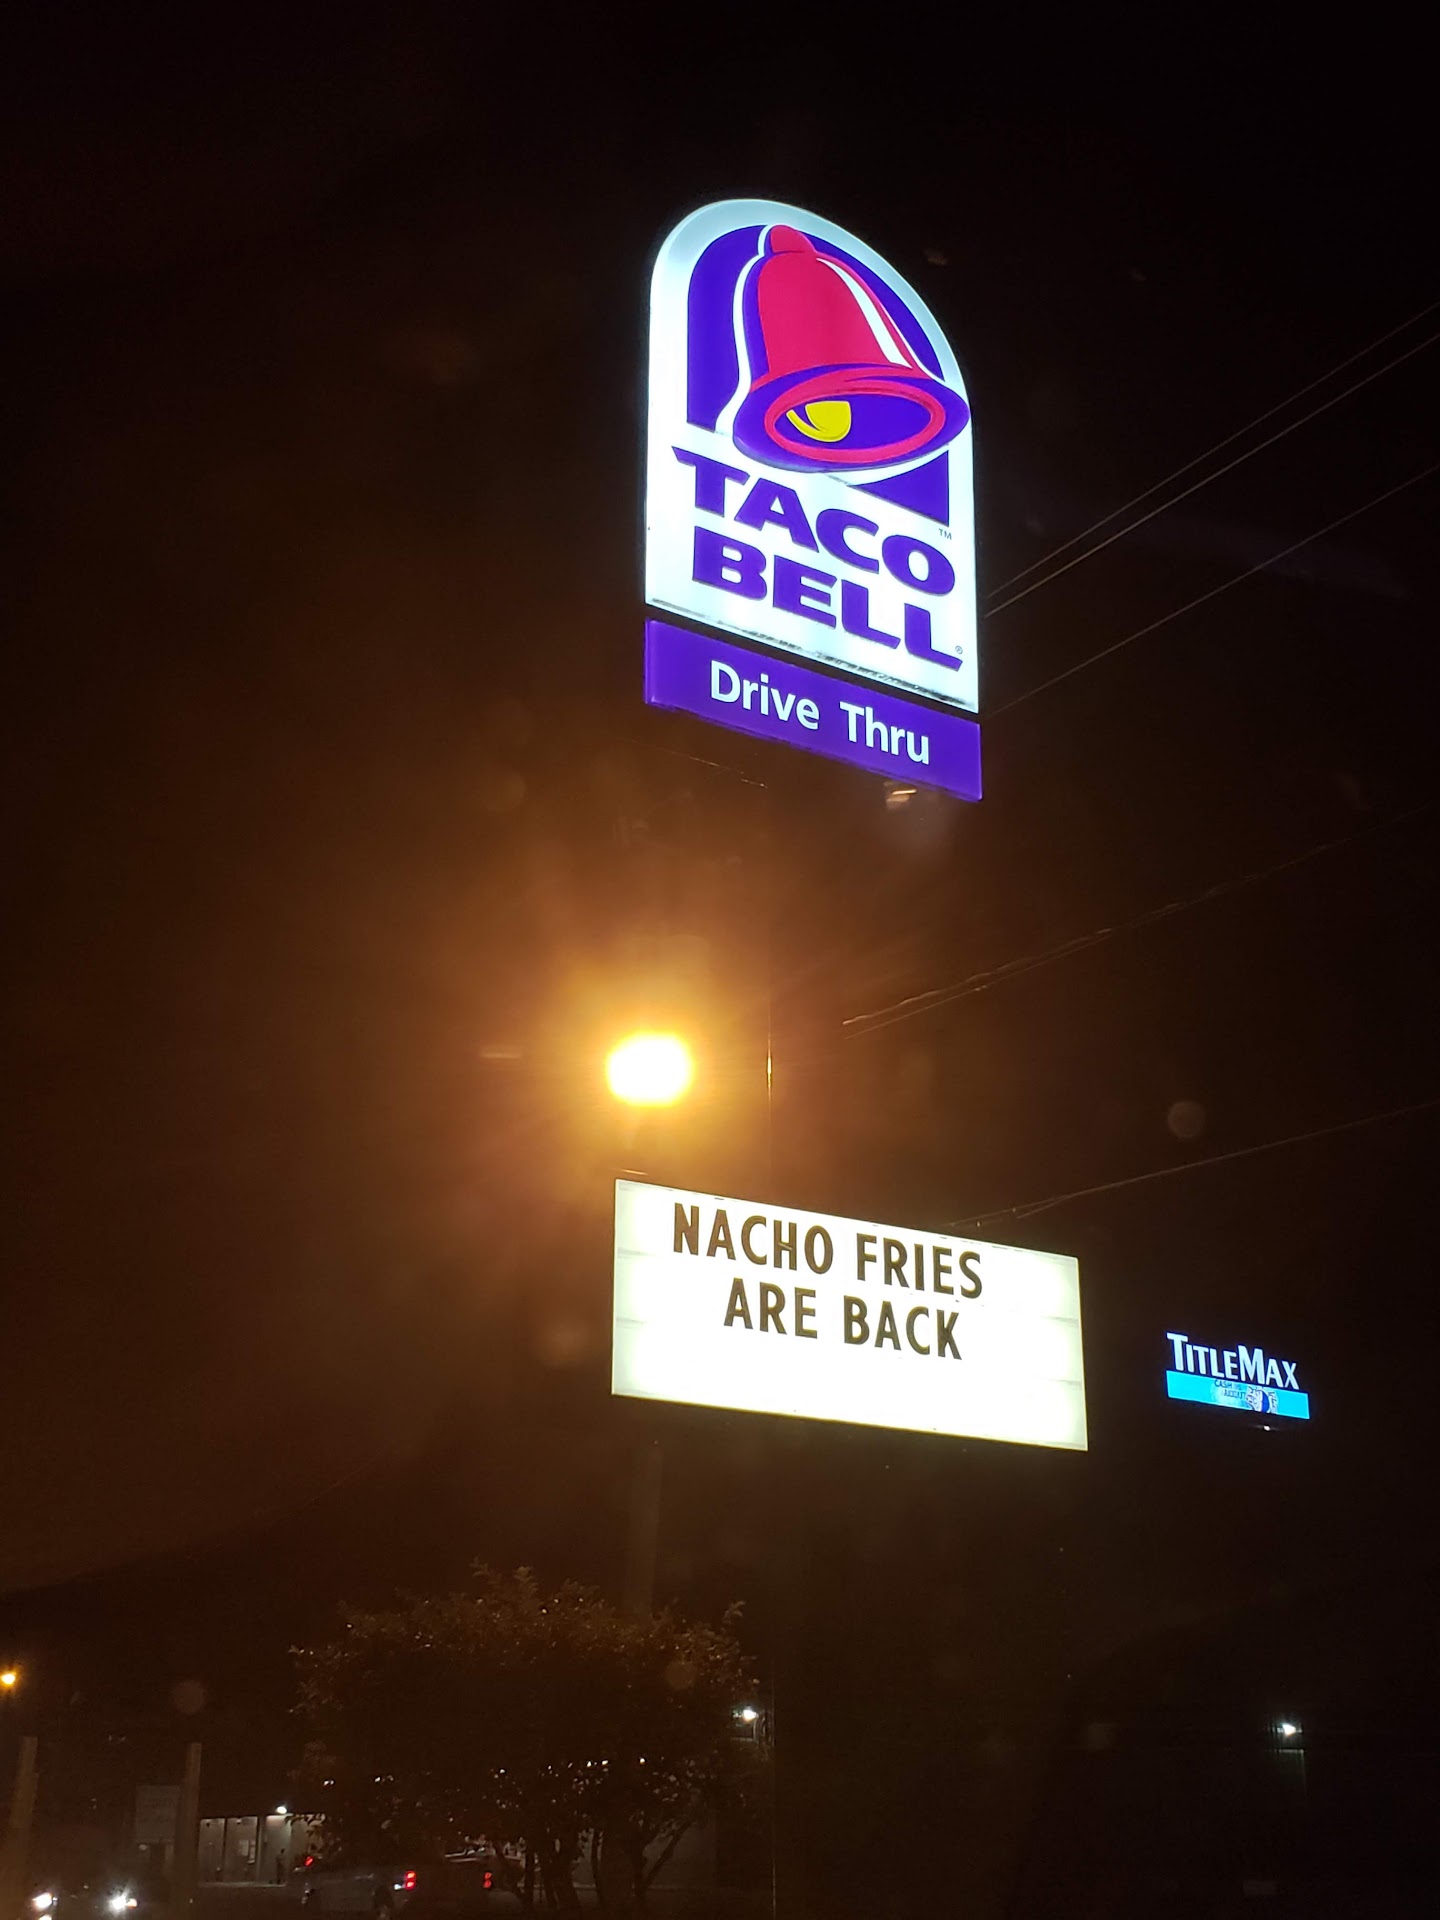 TACO
BELL
Drive Thru
NACHO FRIES
ARE BACK
TITLEMAX